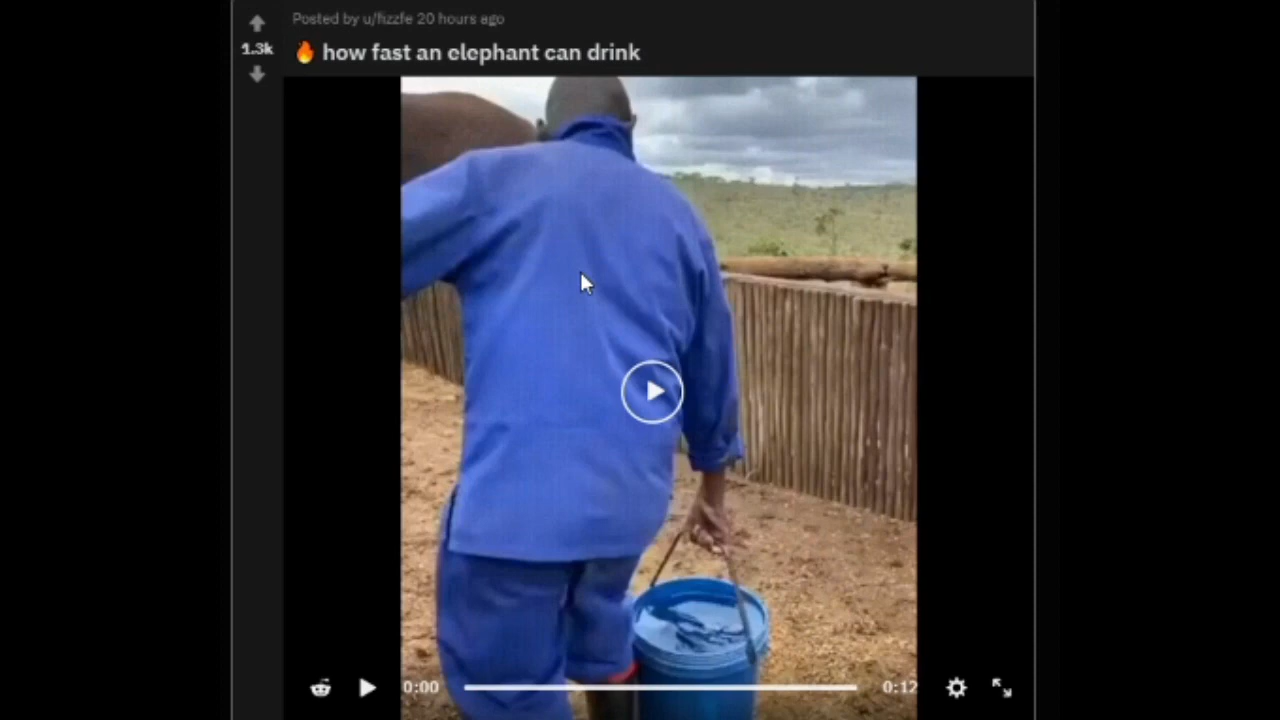 Posted by u/fizzfe 20 hours ago
1.3k
🔥 how fast an elephant can drink
0:00
0:12